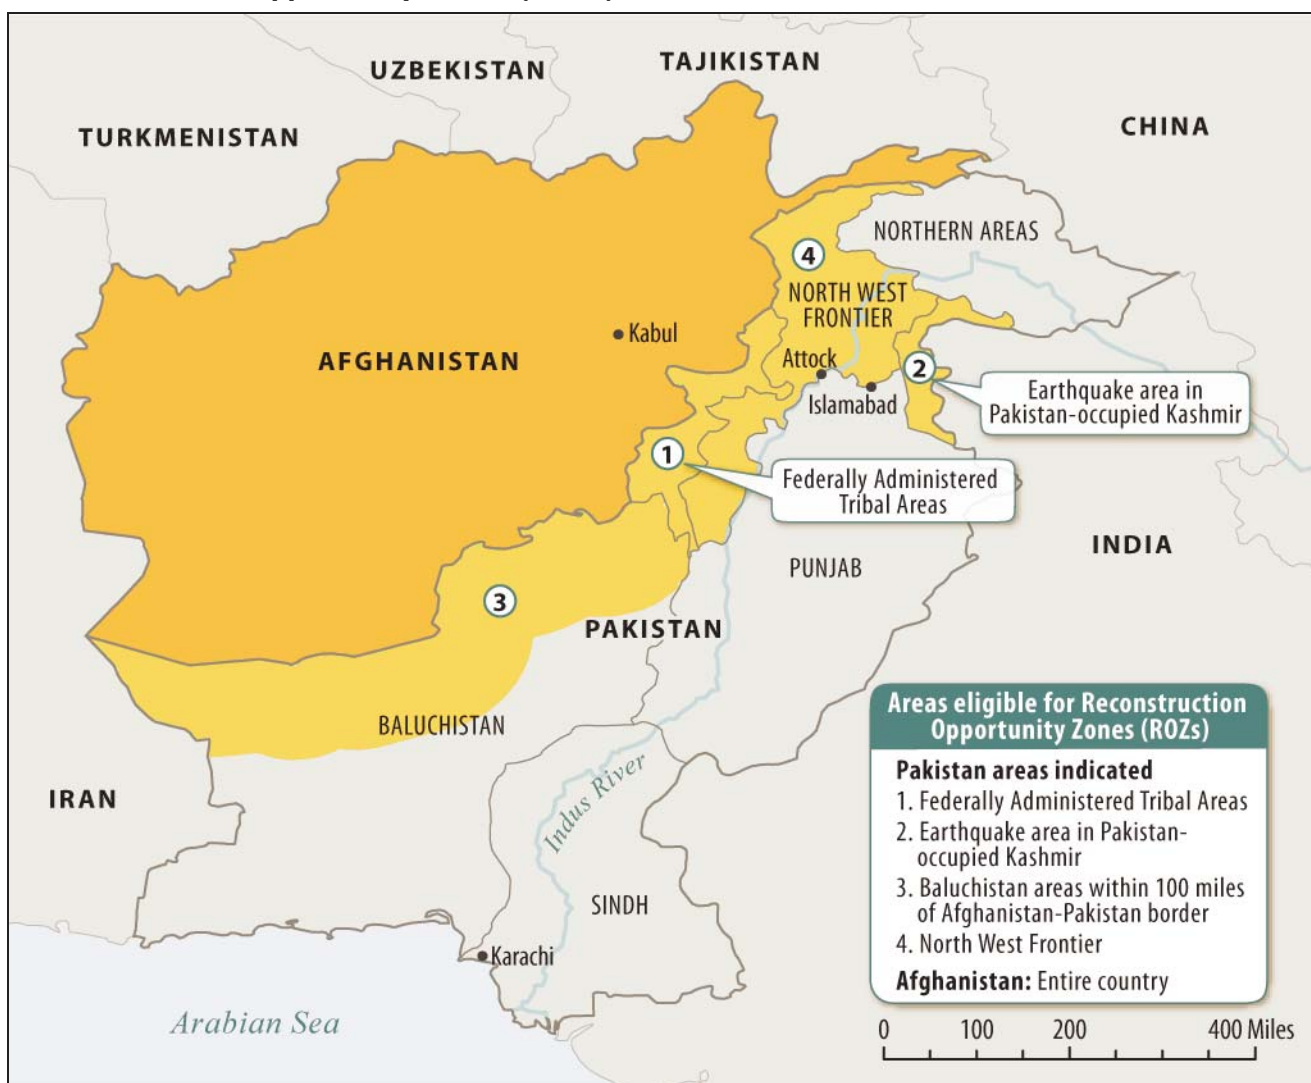 UZBEKISTAN
TAJIKISTAN
TURKMENISTAN
CHINA
NORTHERN AREAS
4
NORTH WEST
FRONTIER
Kabul
AFGHANISTAN
Attock
2
Islamabad
Earthquake area in
Pakistan-occupied Kashmir
1
Federally Administered
Tribal Areas
INDIA
PUNJAB
3
PAKISTAN
BALUCHISTAN
IRAN
Indus River
SINDH
Karachi
Arabian Sea
Areas eligible for Reconstruction
Opportunity Zones (ROZs)
Pakistan areas indicated
1. Federally Administered Tribal Areas
2. Earthquake area in Pakistan-
occupied Kashmir
3. Baluchistan areas within 100 miles
of Afghanistan-Pakistan border
4. North West Frontier
Afghanistan: Entire country
0 100 200 400 Miles